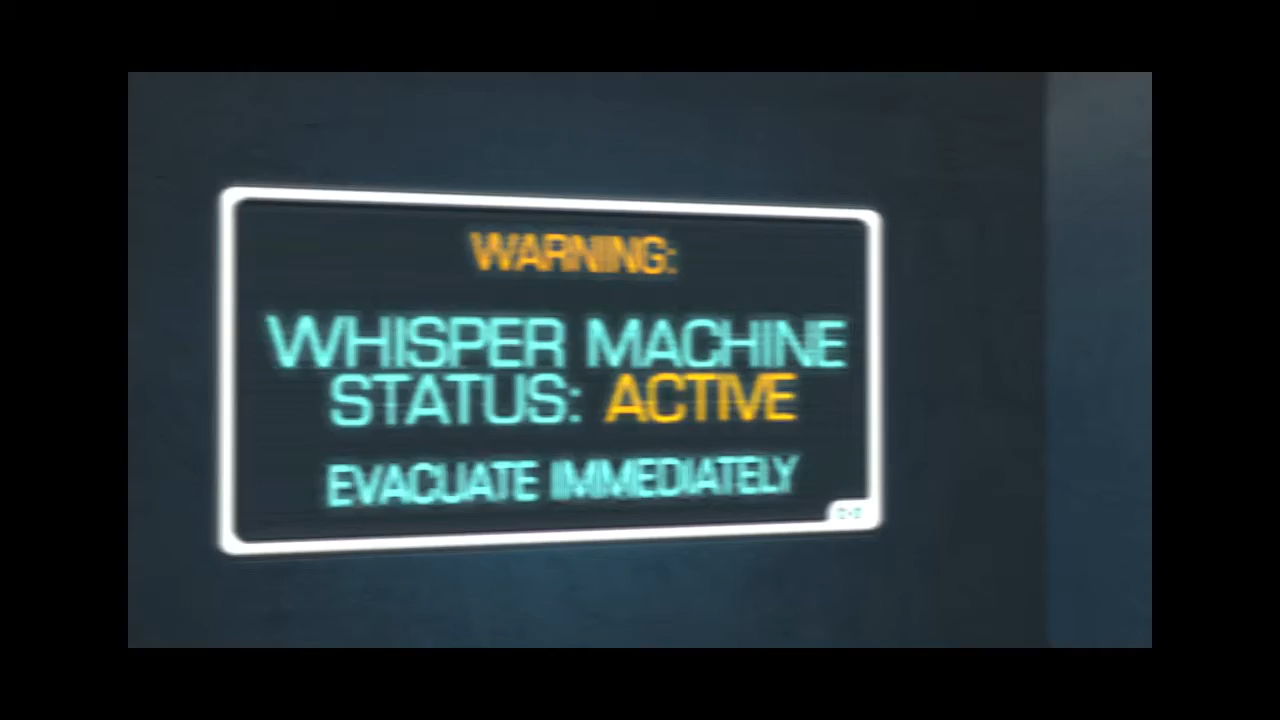 WARNING:
WHISPER MACHINE
STATUS: ACTIVE
EVACUATE IMMEDIATELY